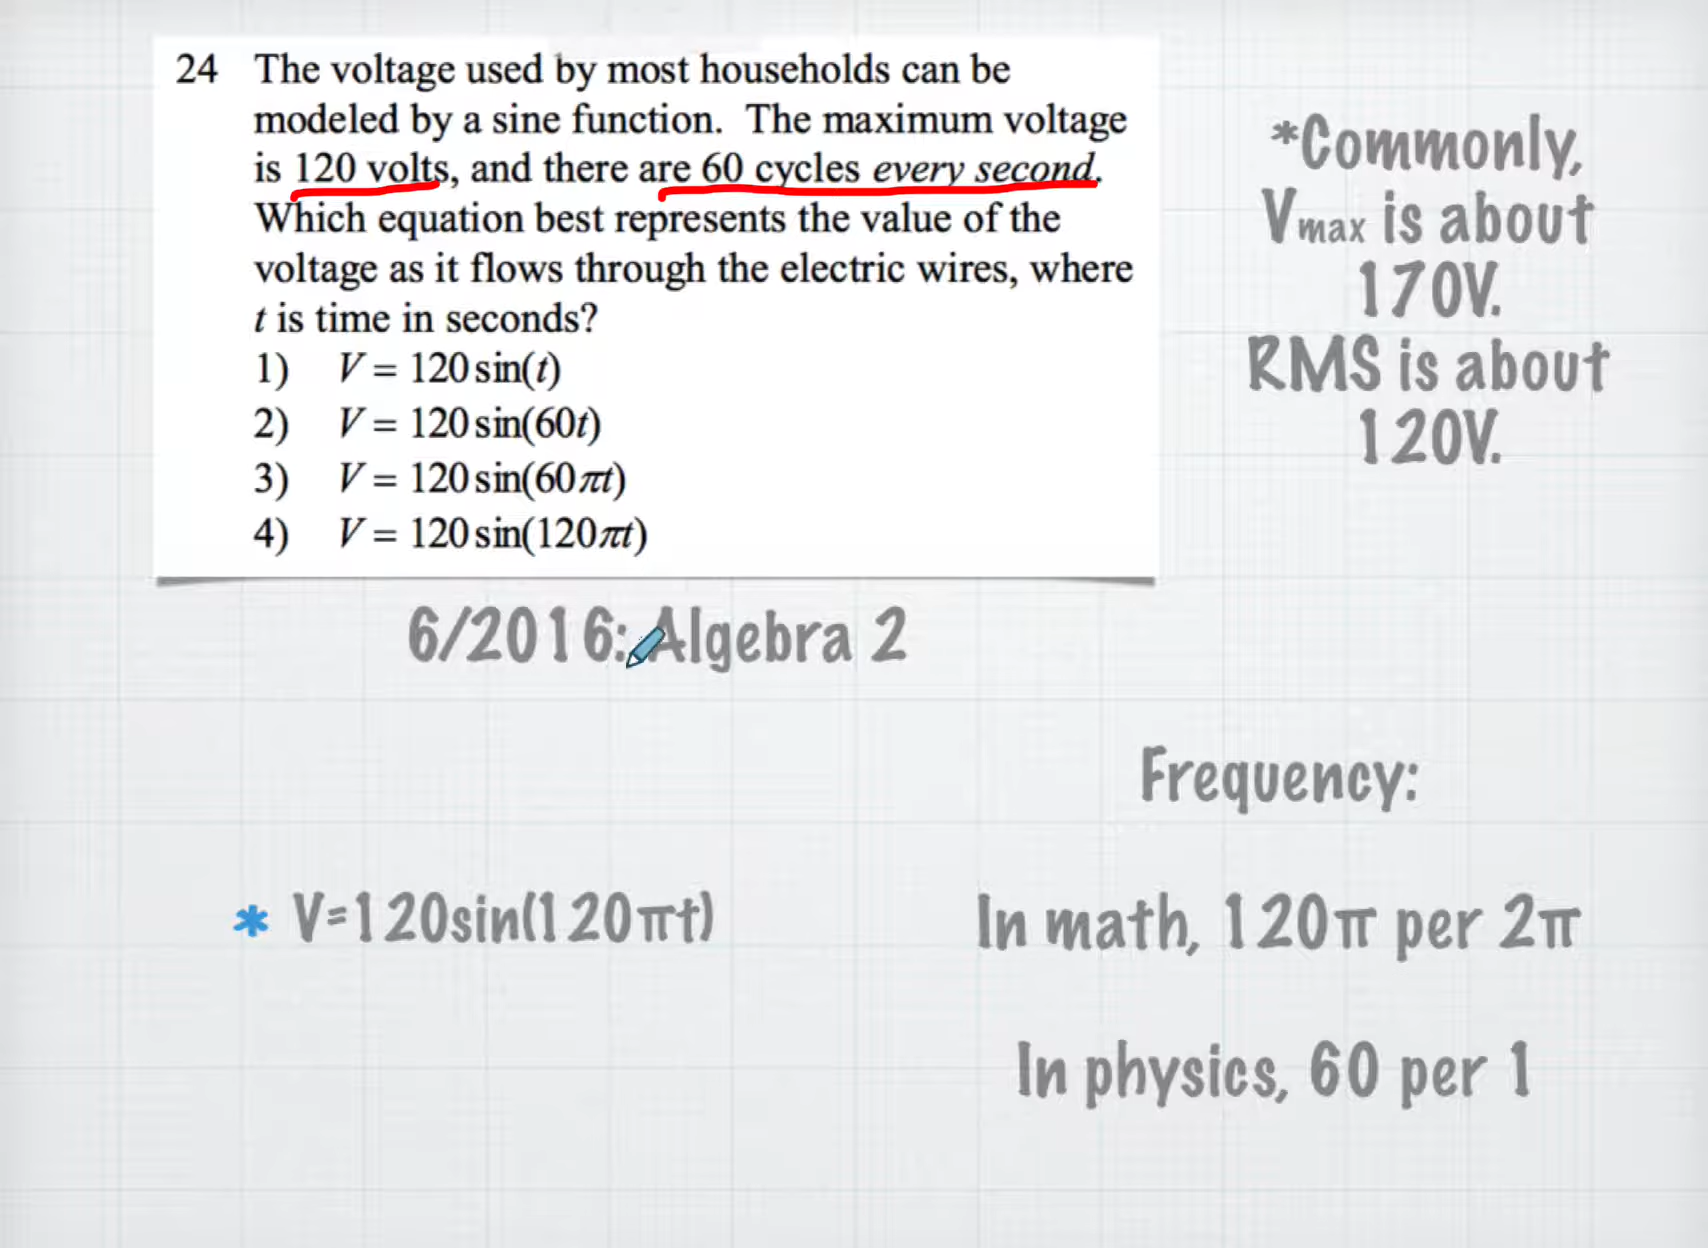 24 The voltage used by most households can be
modeled by a sine function. The maximum voltage
is 120 volts, and there are 60 cycles every second.
Which equation best represents the value of the
voltage as it flows through the electric wires, where
t is time in seconds?
1) V = 120 sin(t)
2) V = 120 sin(60t)
3) V = 120 sin(60πt)
4) V = 120 sin(120πt)
*Commonly,
Vmax is about
170V.
RMS is about
120V.
6/2016: Algebra 2
Frequency:
* V=120sin(120πt)
In math, 120π per 2π
In physics, 60 per 1